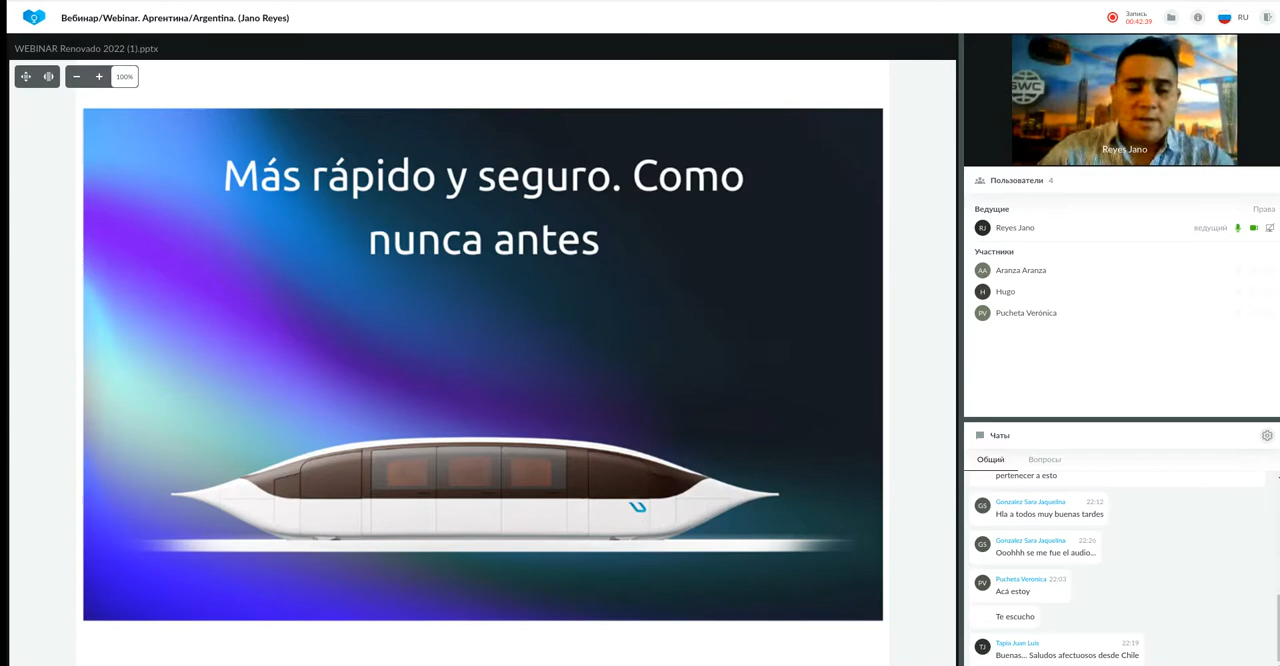 Вебинар/Webinar. Аргентина/Argentina. (Jano Reyes)
Запись
00:42:39
RU
WEBINAR Renovado 2022 (1).pptx
100%
Más rápido y seguro. Como
nunca antes
SWC
Reyes Jano
Пользователи 4
Ведущие Права
RJ Reyes Jano ведущий
Участники
AA Aranza Aranza
H Hugo
PV Pucheta Verónica
Чаты
Общий Вопросы
pertenecer a esto
GS Gonzalez Sara Jaquelina 22:12
Hla a todos muy buenas tardes
GS Gonzalez Sara Jaquelina 22:26
Ooohhh se me fue el audio...
PV Pucheta Veronica 22:03
Acá estoy
Te escucho
TJ Tapia Juan Luis 22:19
Buenas... Saludos afectuosos desde Chile